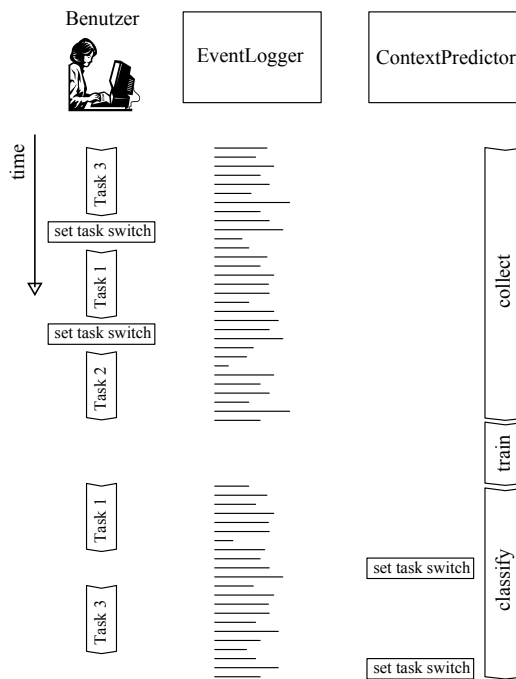 Benutzer
EventLogger
ContextPredictor
time
Task 3
set task switch
Task 1
set task switch
Task 2
collect
train
Task 1
set task switch
Task 3
classify
set task switch